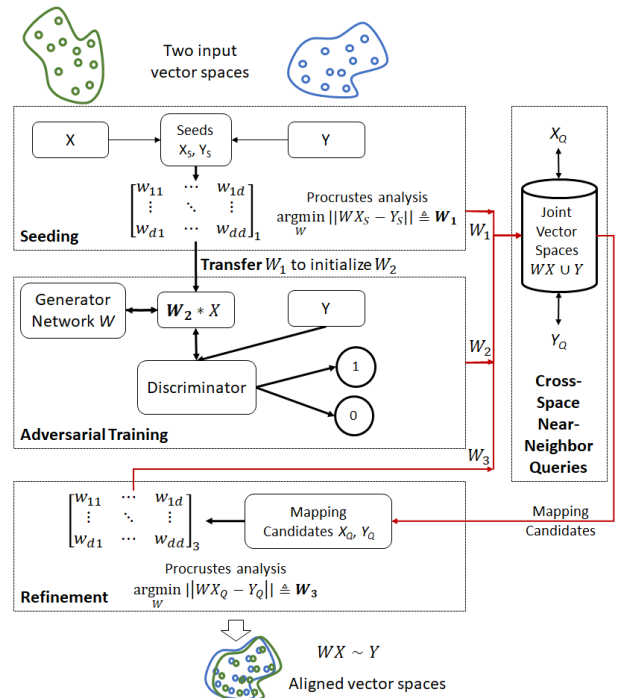 Two input
vector spaces
X
Seeds
X_S, Y_S
Y
[w_11 ⋯ w_1d
⋮ ⋱ ⋮
w_d1 ⋯ w_dd]_1
Procrustes analysis
argmin ||WX_S − Y_S|| ≜ W_1
W
Seeding
W_1
Transfer W_1 to initialize W_2
Generator
Network W
W_2 * X
Y
Discriminator
1
0
Adversarial Training
W_2
W_3
X_Q
Joint
Vector
Spaces
WX ∪ Y
Y_Q
Cross-
Space
Near-
Neighbor
Queries
Mapping
Candidates
[w_11 ⋯ w_1d
⋮ ⋱ ⋮
w_d1 ⋯ w_dd]_3
Mapping
Candidates X_Q, Y_Q
Procrustes analysis
argmin ||WX_Q − Y_Q|| ≜ W_3
W
Refinement
WX ~ Y
Aligned vector spaces